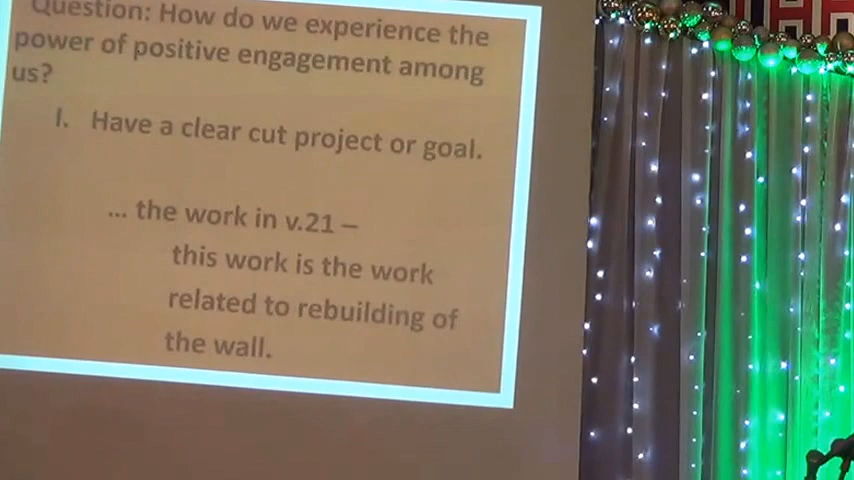 Question: How do we experience the
power of positive engagement among
us?
I. Have a clear cut project or goal.
... the work in v.21 –
this work is the work
related to rebuilding of
the wall.